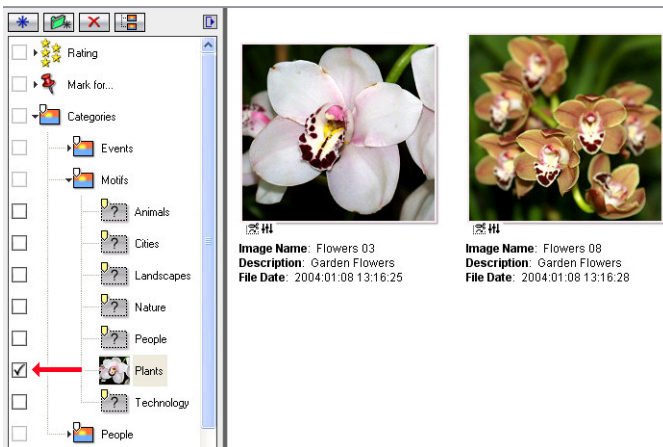 Rating
Mark for...
Categories
Events
Motifs
? Animals
? Cities
? Landscapes
? Nature
? People
Plants
? Technology
People
Image Name: Flowers 03
Description: Garden Flowers
File Date: 2004:01:08 13:16:25
Image Name: Flowers 08
Description: Garden Flowers
File Date: 2004:01:08 13:16:28